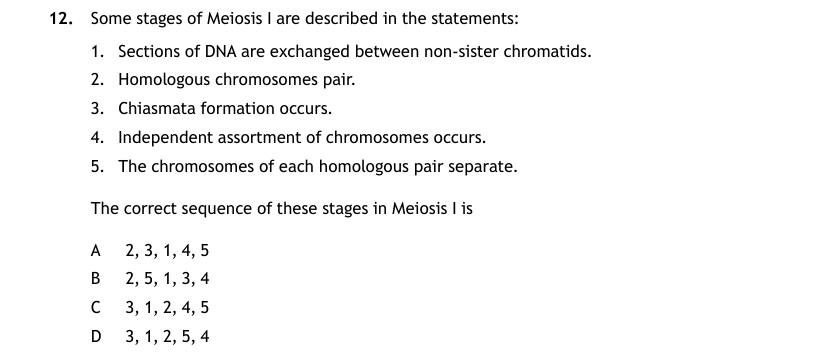 12. Some stages of Meiosis I are described in the statements:
1. Sections of DNA are exchanged between non-sister chromatids.
2. Homologous chromosomes pair.
3. Chiasmata formation occurs.
4. Independent assortment of chromosomes occurs.
5. The chromosomes of each homologous pair separate.
The correct sequence of these stages in Meiosis I is
A 2, 3, 1, 4, 5
B 2, 5, 1, 3, 4
C 3, 1, 2, 4, 5
D 3, 1, 2, 5, 4